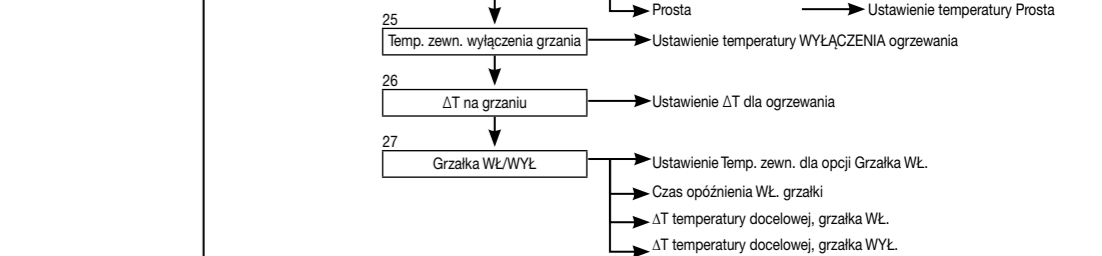 Prosta
Ustawienie temperatury Prosta
25
Temp. zewn. wyłączenia grzania
Ustawienie temperatury WYŁĄCZENIA ogrzewania
26
ΔT na grzaniu
Ustawienie ΔT dla ogrzewania
27
Grzałka WŁ/WYŁ
Ustawienie Temp. zewn. dla opcji Grzałka WŁ.
Czas opóźnienia WŁ. grzałki
ΔT temperatury docelowej, grzałka WŁ.
ΔT temperatury docelowej, grzałka WYŁ.